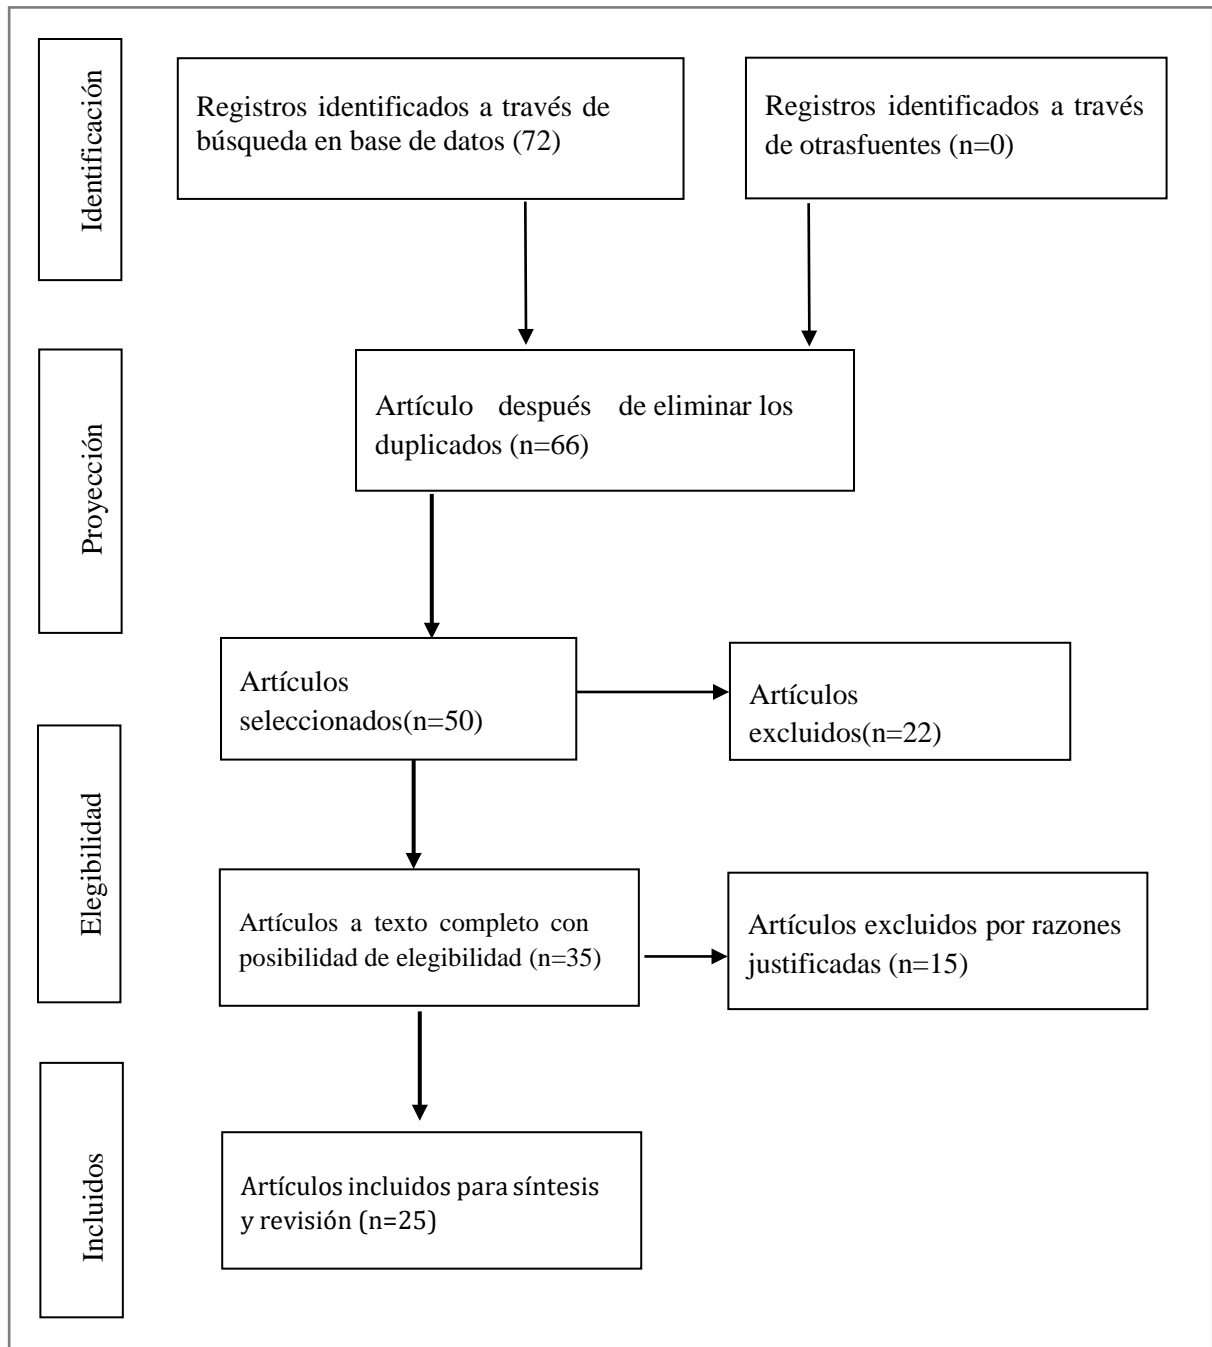 Identificación
Registros identificados a través de
búsqueda en base de datos (72)
Registros identificados a través
de otrasfuentes (n=0)
Proyección
Artículo después de eliminar los
duplicados (n=66)
Artículos
seleccionados(n=50)
Artículos
excluidos(n=22)
Elegibilidad
Artículos a texto completo con
posibilidad de elegibilidad (n=35)
Artículos excluidos por razones
justificadas (n=15)
Incluidos
Artículos incluidos para síntesis
y revisión (n=25)